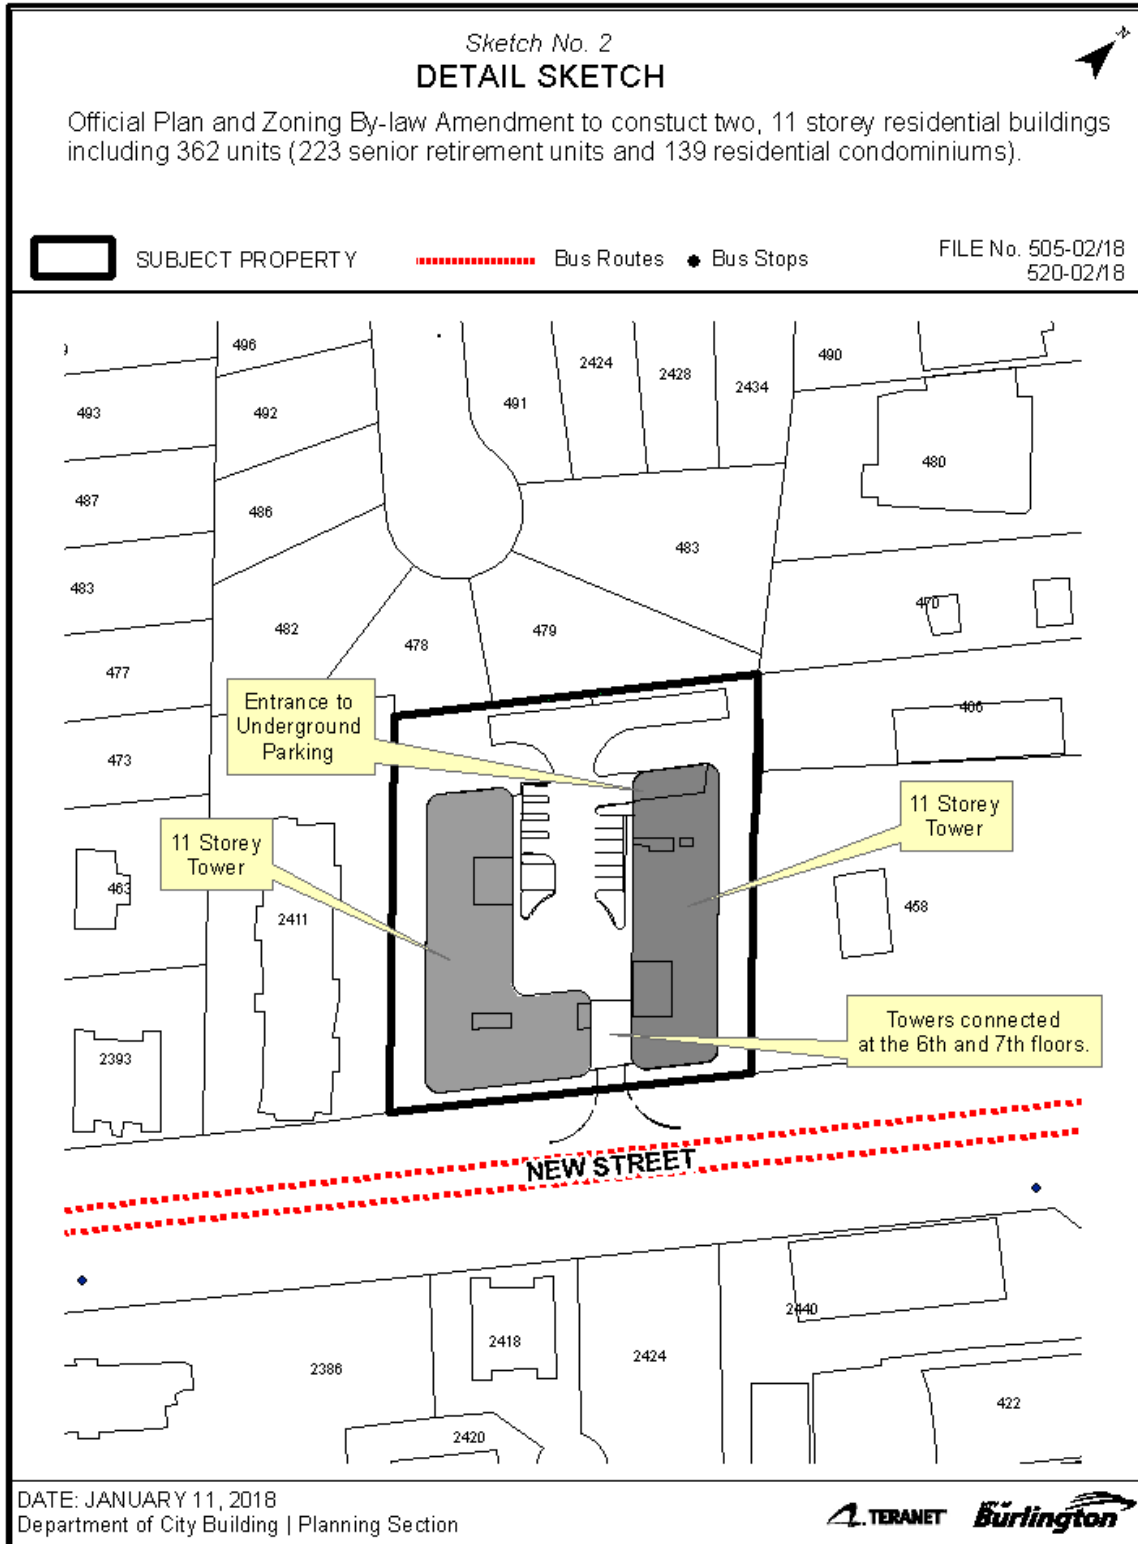 Sketch No. 2
DETAIL SKETCH
Official Plan and Zoning By-law Amendment to constuct two, 11 storey residential buildings
including 362 units (223 senior retirement units and 139 residential condominiums).
SUBJECT PROPERTY
Bus Routes
Bus Stops
FILE No. 505-02/18
520-02/18
N
9
496
2424
2428
2434
490
493
492
491
480
487
486
483
483
470
482
478
479
477
Entrance to
Underground
Parking
473
11 Storey
Tower
11 Storey
Tower
463
2411
458
Towers connected
at the 6th and 7th floors.
2393
NEW STREET
2440
2418
2424
2386
422
2420
DATE: JANUARY 11, 2018
Department of City Building | Planning Section
TERANET
Burlington